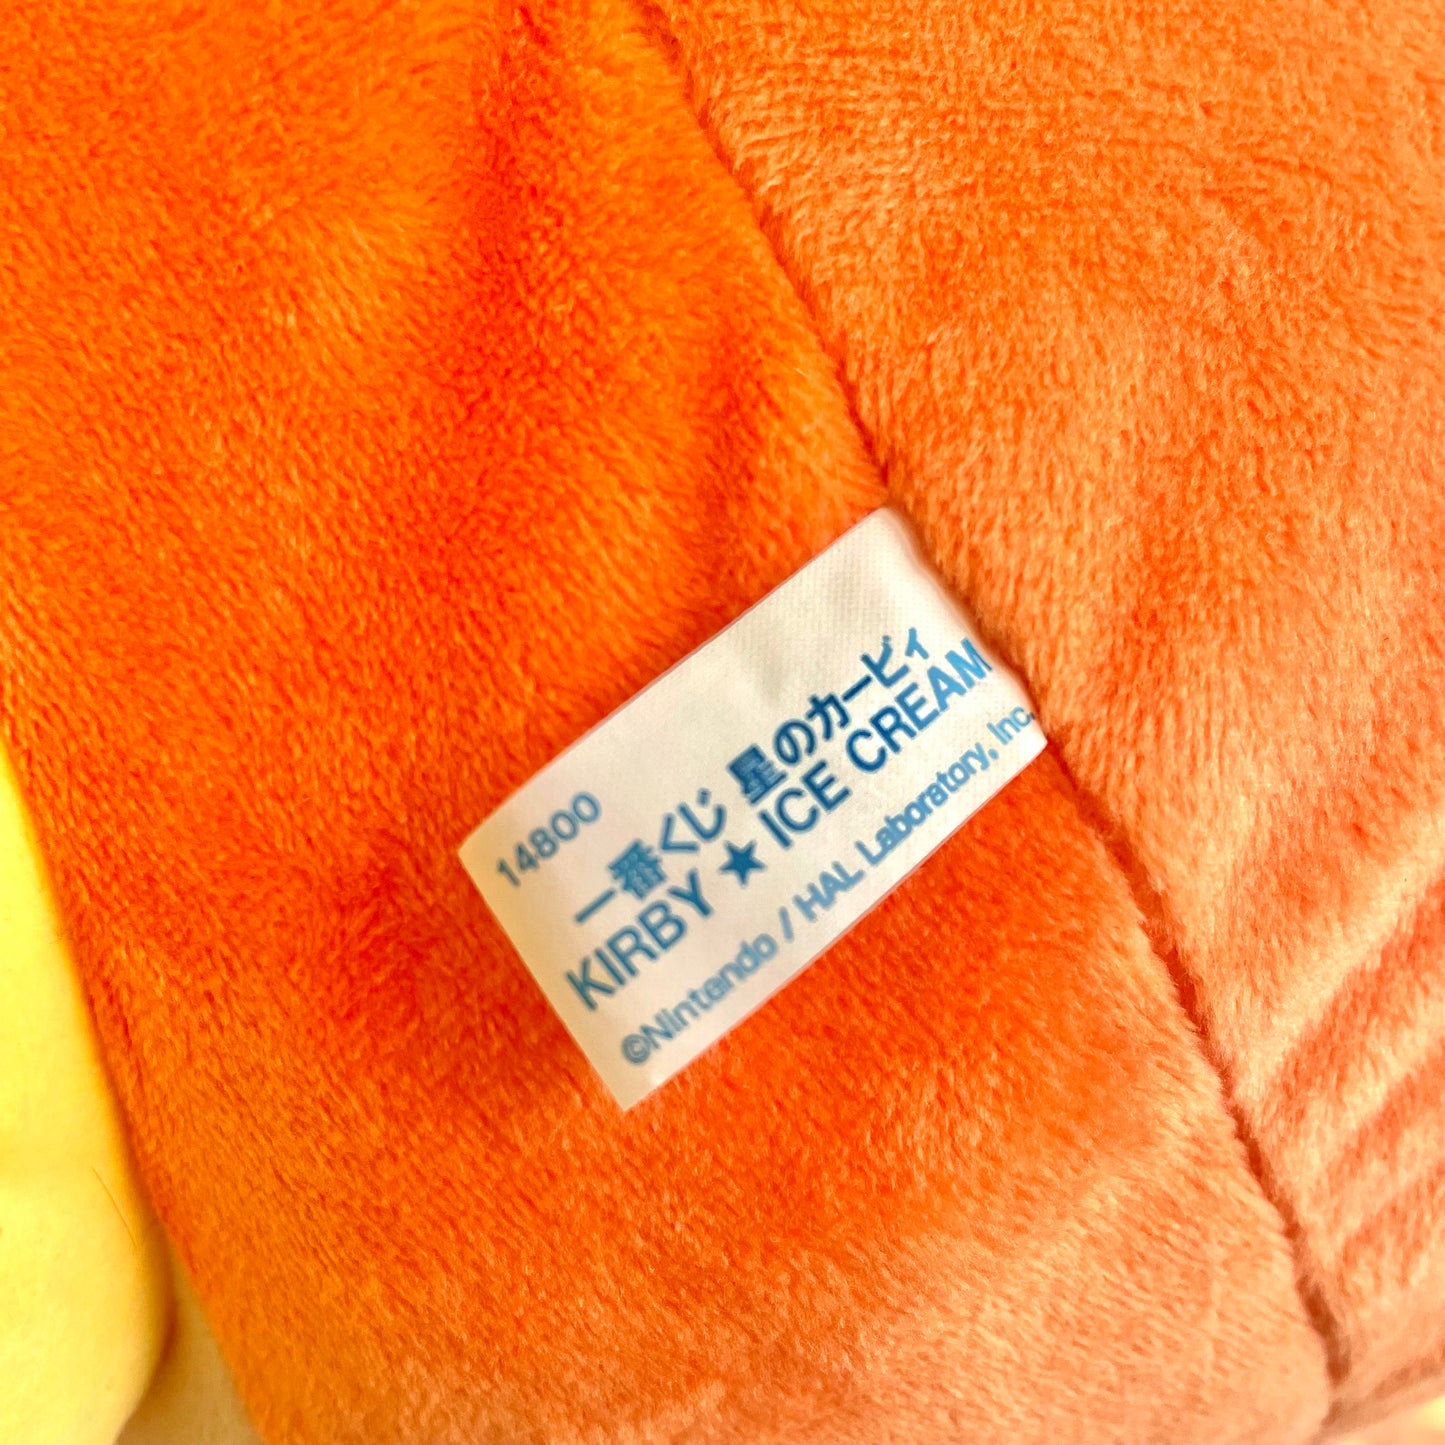 14800
一番くじ 星のカービィ
KIRBY ★ ICE CREAM
©Nintendo / HAL Laboratory, Inc.